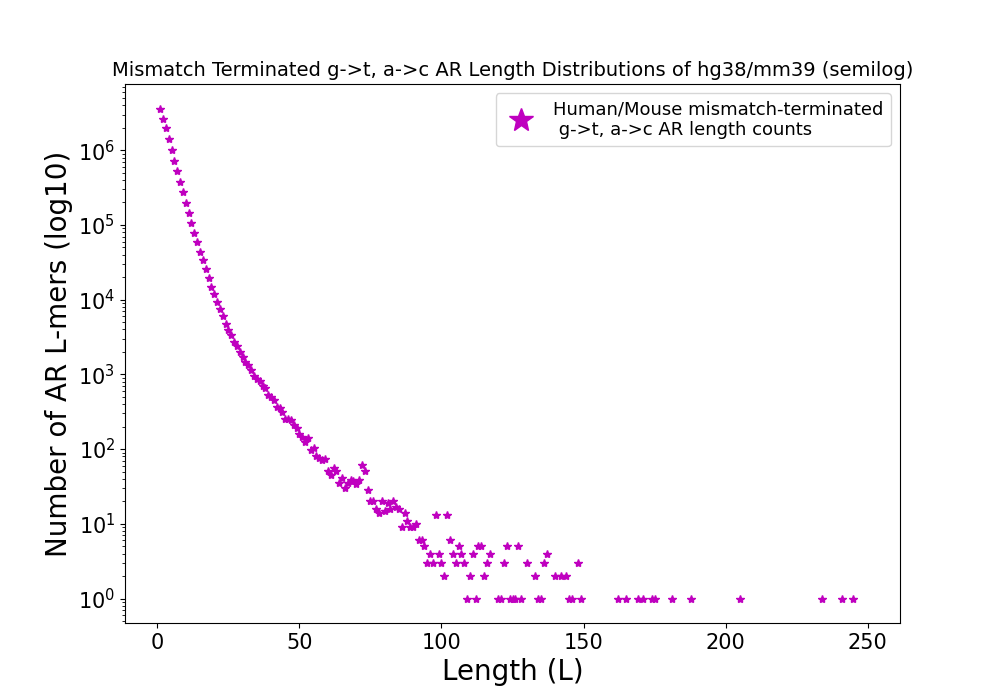 Mismatch Terminated g->t, a->c AR Length Distributions of hg38/mm39 (semilog)
Human/Mouse mismatch-terminated
g->t, a->c AR length counts
Number of AR L-mers (log10)
10^6
10^5
10^4
10^3
10^2
10^1
10^0
0 50 100 150 200 250
Length (L)